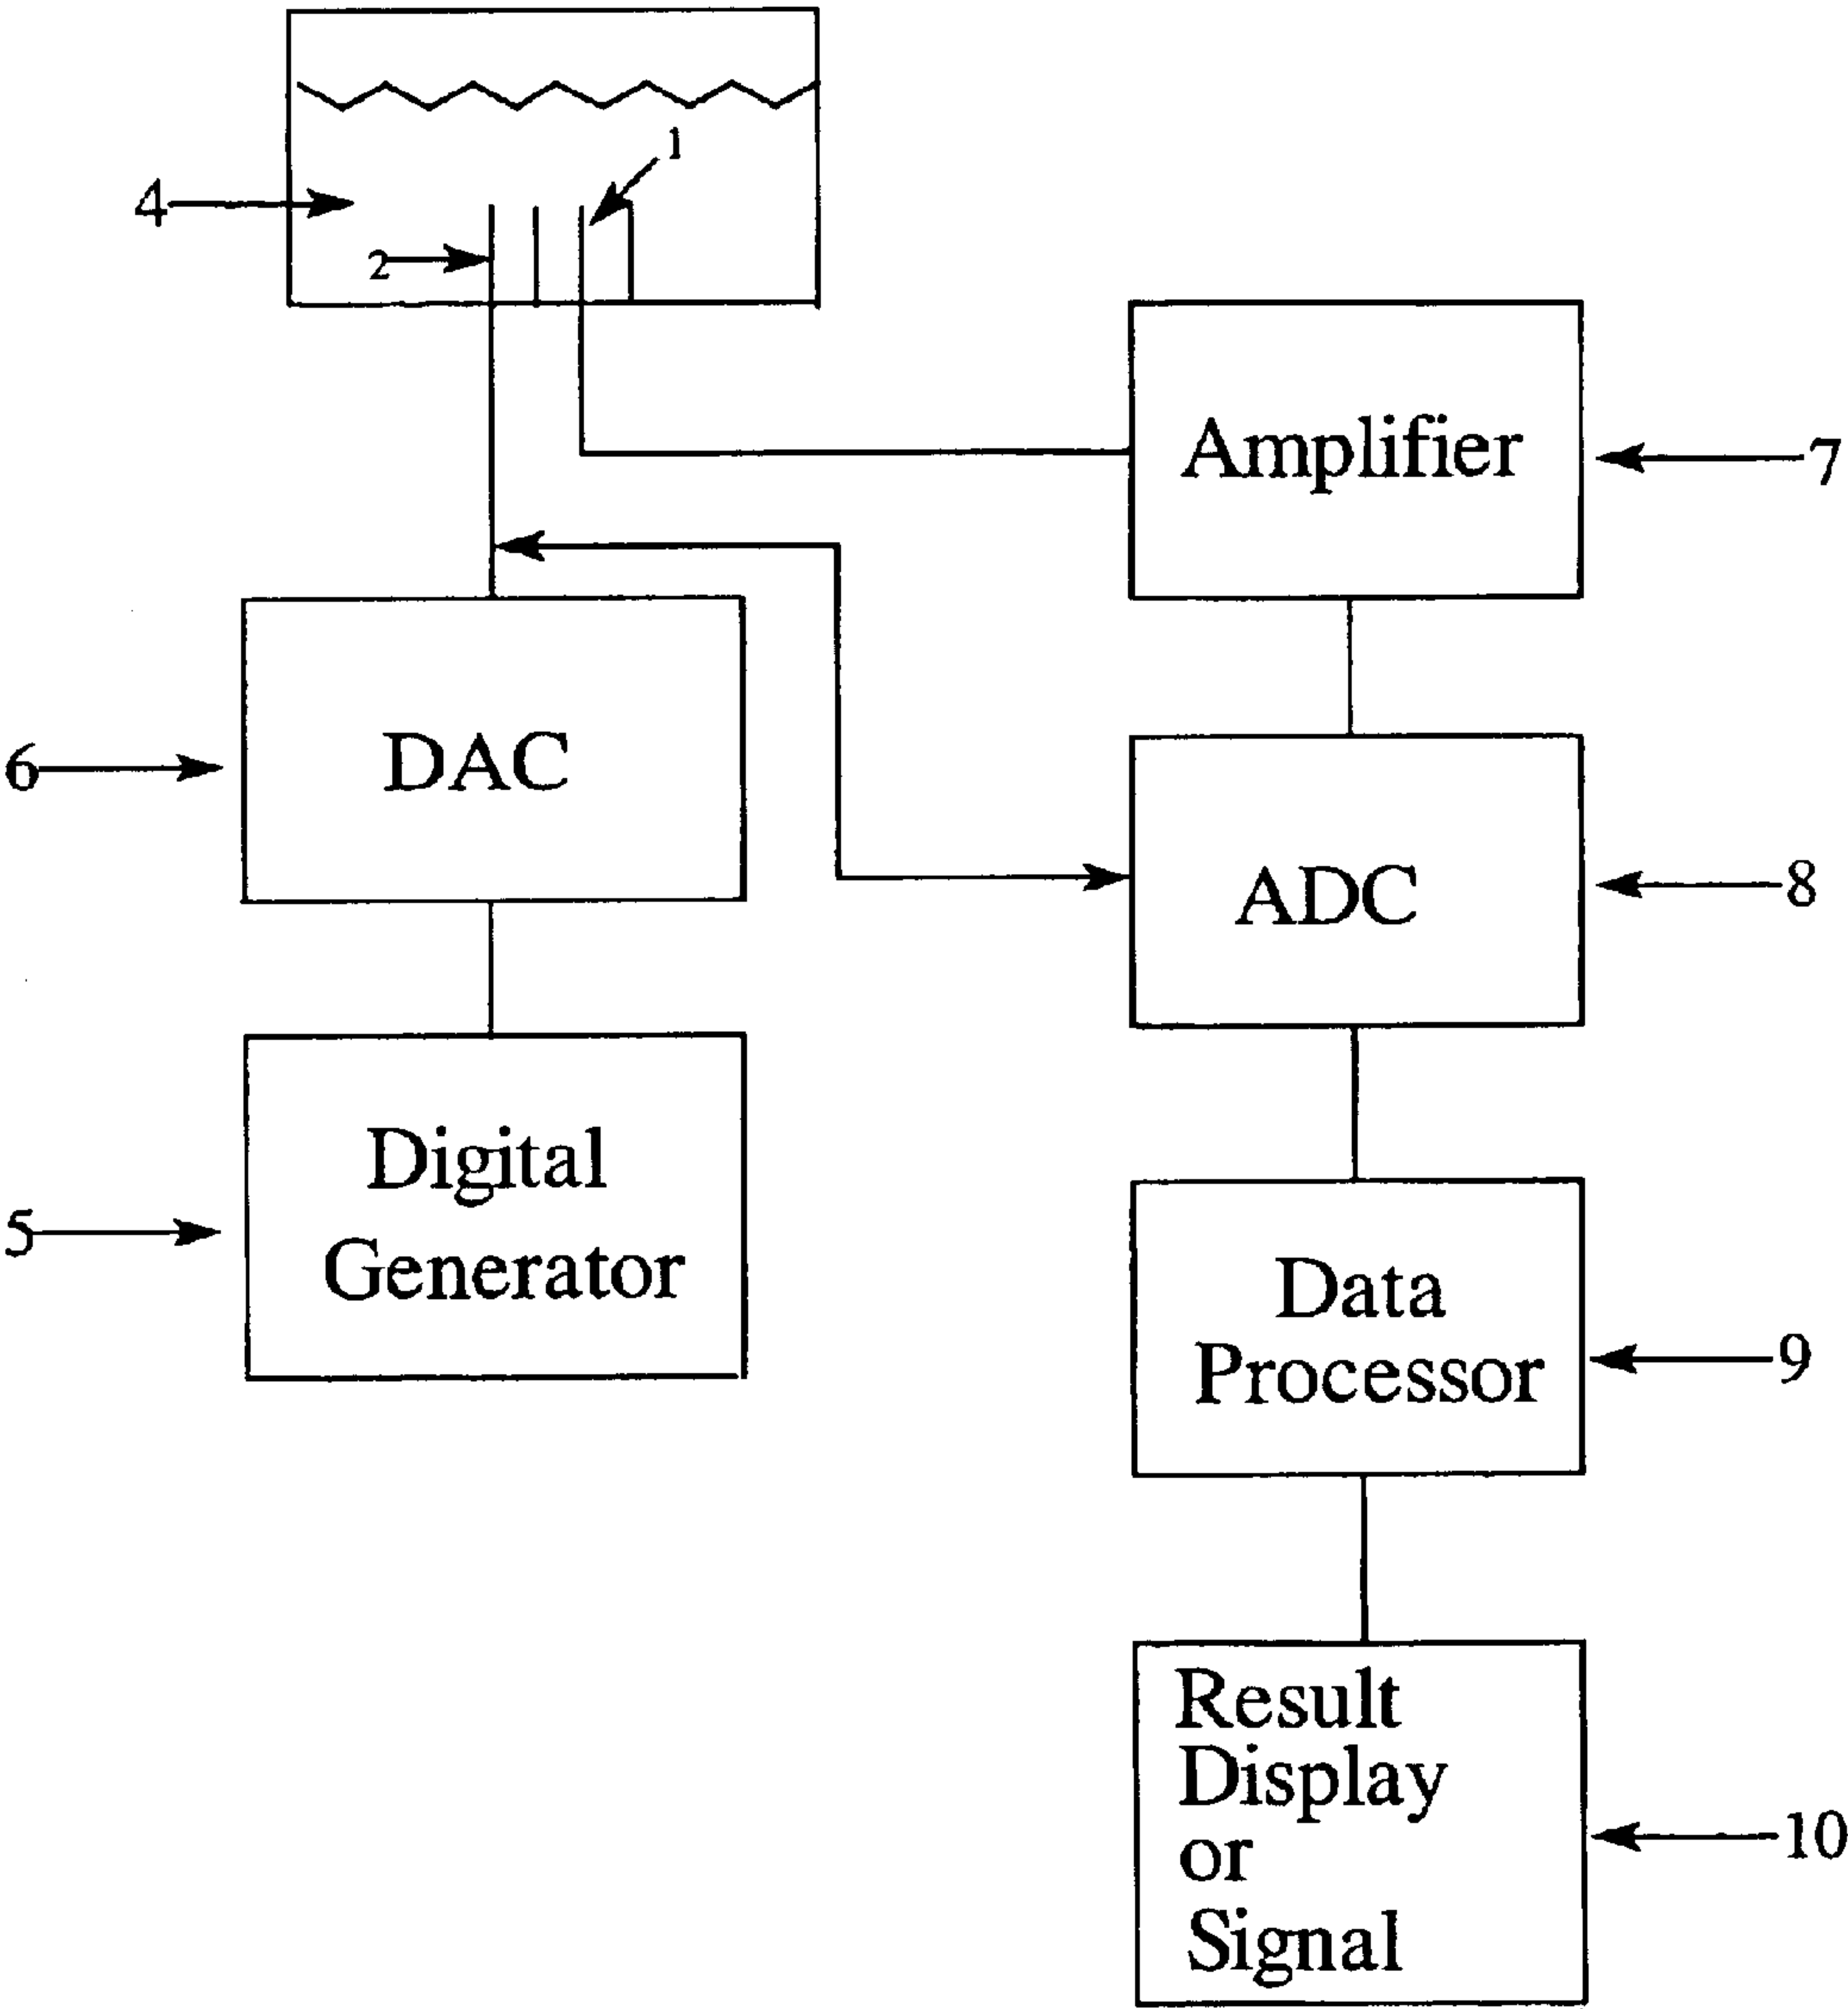 1
4
2
Amplifier
7
DAC
6
ADC
8
Digital
Generator
5
Data
Processor
9
Result
Display
or
Signal
10